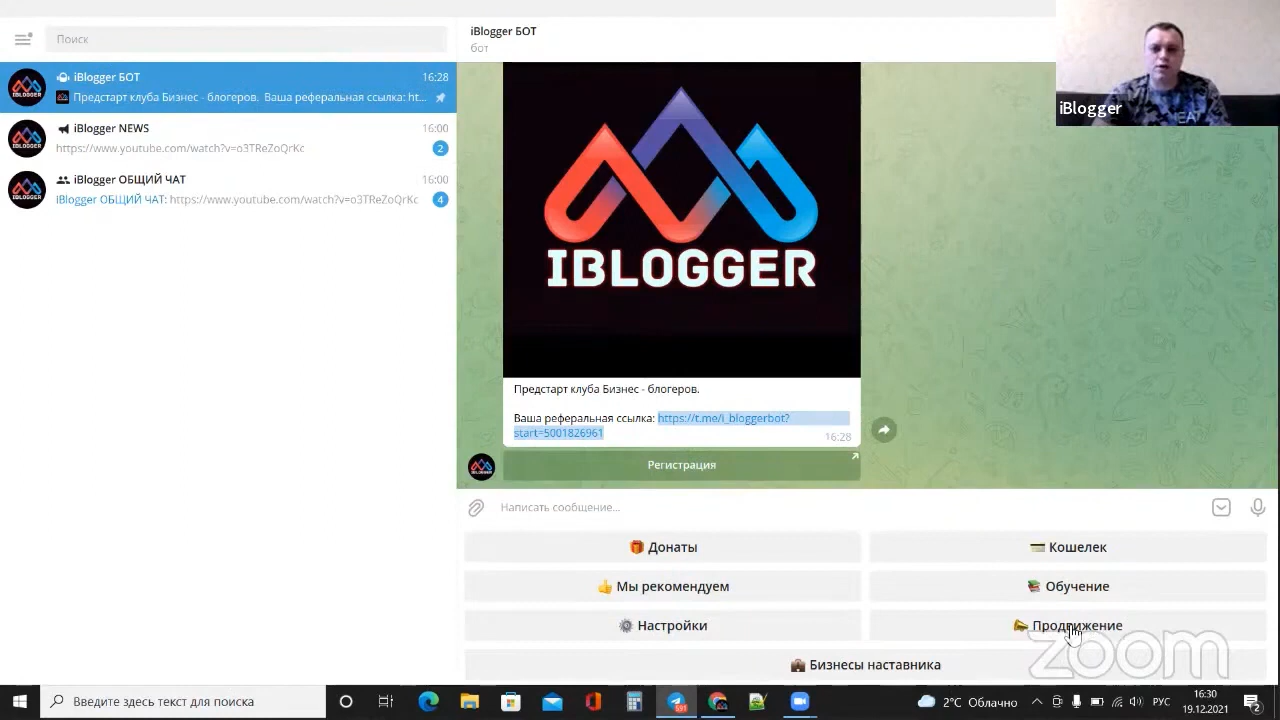 Поиск
iBlogger БОТ
16:28
Предстарт клуба Бизнес - блогеров. Ваша реферальная ссылка: ht...
iBlogger NEWS
16:00
https://www.youtube.com/watch?v=o3TReZoQrKc
2
iBlogger ОБЩИЙ ЧАТ
16:00
iBlogger ОБЩИЙ ЧАТ: https://www.youtube.com/watch?v=o3TReZoQrKc
4
iBlogger БОТ
бот
iBlogger
IBLOGGER
Предстарт клуба Бизнес - блогеров.
Ваша реферальная ссылка: https://t.me/i_bloggerbot?
start=5001826961
16:28
Регистрация
Написать сообщение...
Донаты
Кошелек
Мы рекомендуем
Обучение
Настройки
Продвижение
Бизнесы наставника
zoom
Введите здесь текст для поиска
2°C Облачно
РУС
16:30
19.12.2021
2